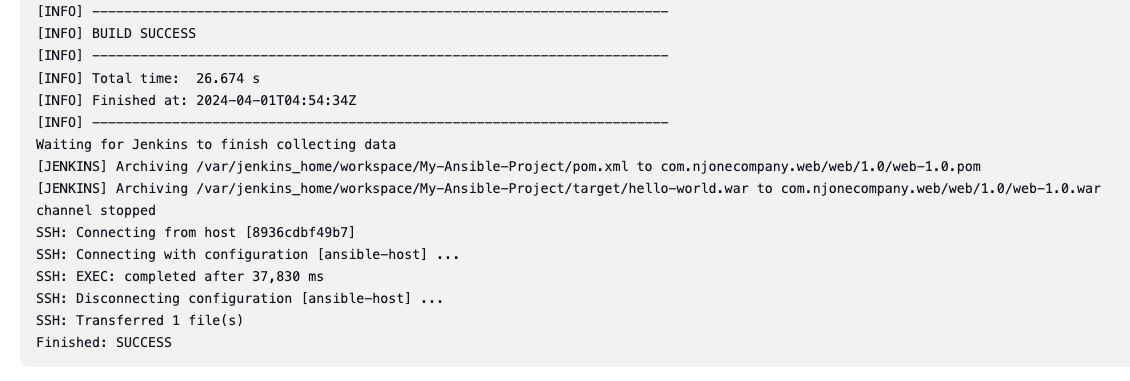 [INFO] ------------------------------------------------------------------------
[INFO] BUILD SUCCESS
[INFO] ------------------------------------------------------------------------
[INFO] Total time:  26.674 s
[INFO] Finished at: 2024-04-01T04:54:34Z
[INFO] ------------------------------------------------------------------------
Waiting for Jenkins to finish collecting data
[JENKINS] Archiving /var/jenkins_home/workspace/My-Ansible-Project/pom.xml to com.njonecompany.web/web/1.0/web-1.0.pom
[JENKINS] Archiving /var/jenkins_home/workspace/My-Ansible-Project/target/hello-world.war to com.njonecompany.web/web/1.0/web-1.0.war
channel stopped
SSH: Connecting from host [8936cdbf49b7]
SSH: Connecting with configuration [ansible-host] ...
SSH: EXEC: completed after 37,830 ms
SSH: Disconnecting configuration [ansible-host] ...
SSH: Transferred 1 file(s)
Finished: SUCCESS